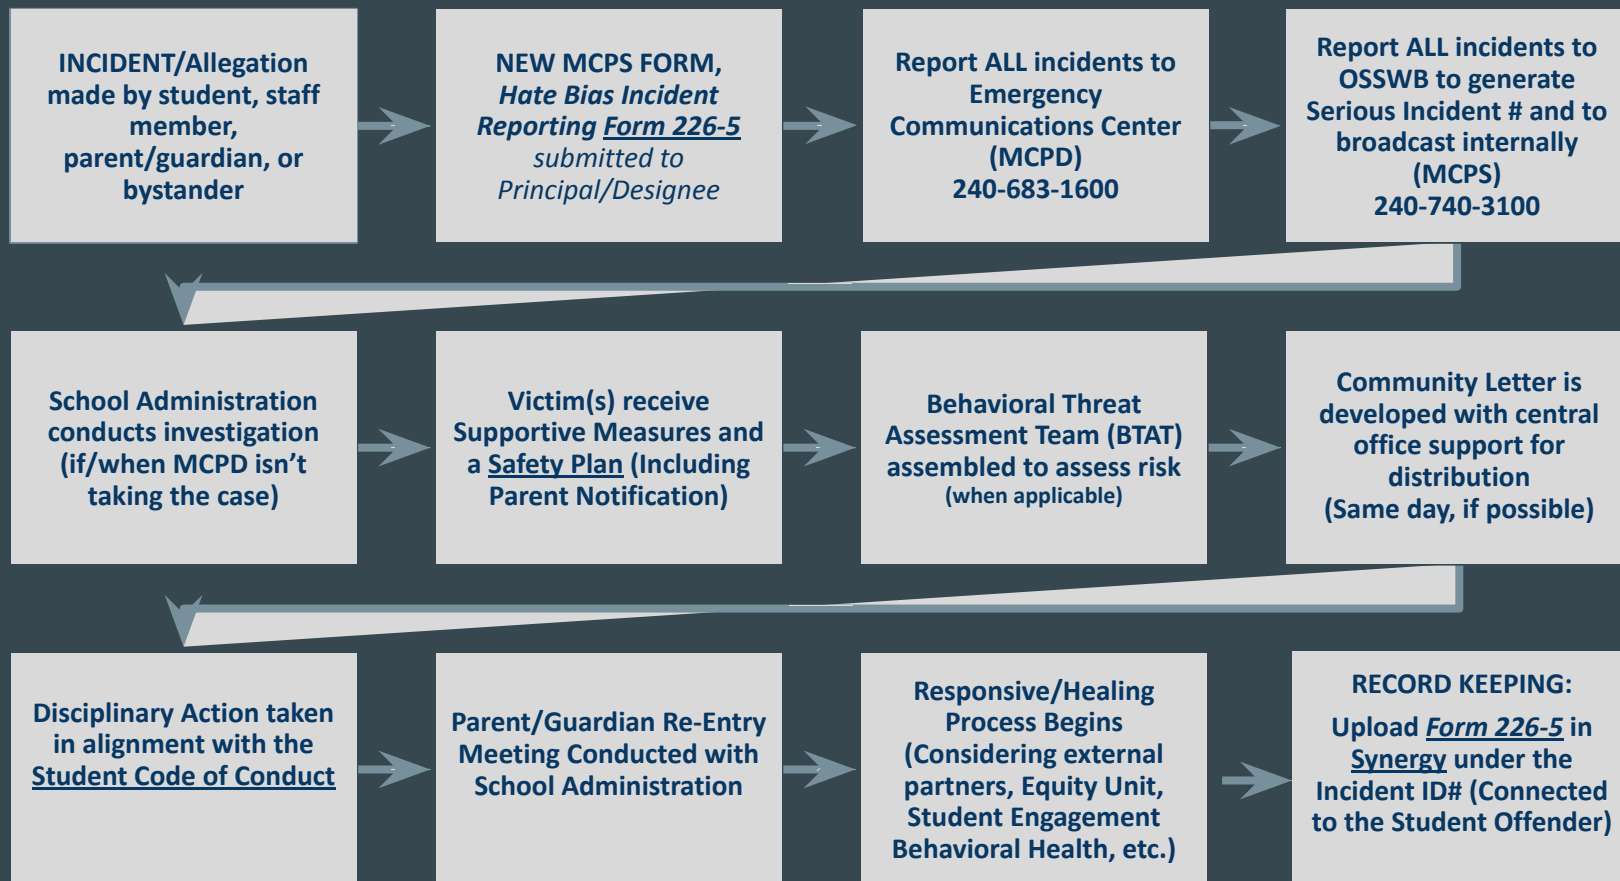 INCIDENT/Allegation
made by student, staff
member,
parent/guardian, or
bystander
NEW MCPS FORM,
Hate Bias Incident
Reporting Form 226-5
submitted to
Principal/Designee
Report ALL incidents to
Emergency
Communications Center
(MCPD)
240-683-1600
Report ALL incidents to
OSSWB to generate
Serious Incident # and to
broadcast internally
(MCPS)
240-740-3100
School Administration
conducts investigation
(if/when MCPD isn’t
taking the case)
Victim(s) receive
Supportive Measures and
a Safety Plan (Including
Parent Notification)
Behavioral Threat
Assessment Team (BTAT)
assembled to assess risk
(when applicable)
Community Letter is
developed with central
office support for
distribution
(Same day, if possible)
Disciplinary Action taken
in alignment with the
Student Code of Conduct
Parent/Guardian Re-Entry
Meeting Conducted with
School Administration
Responsive/Healing
Process Begins
(Considering external
partners, Equity Unit,
Student Engagement
Behavioral Health, etc.)
RECORD KEEPING:
Upload Form 226-5 in
Synergy under the
Incident ID# (Connected
to the Student Offender)